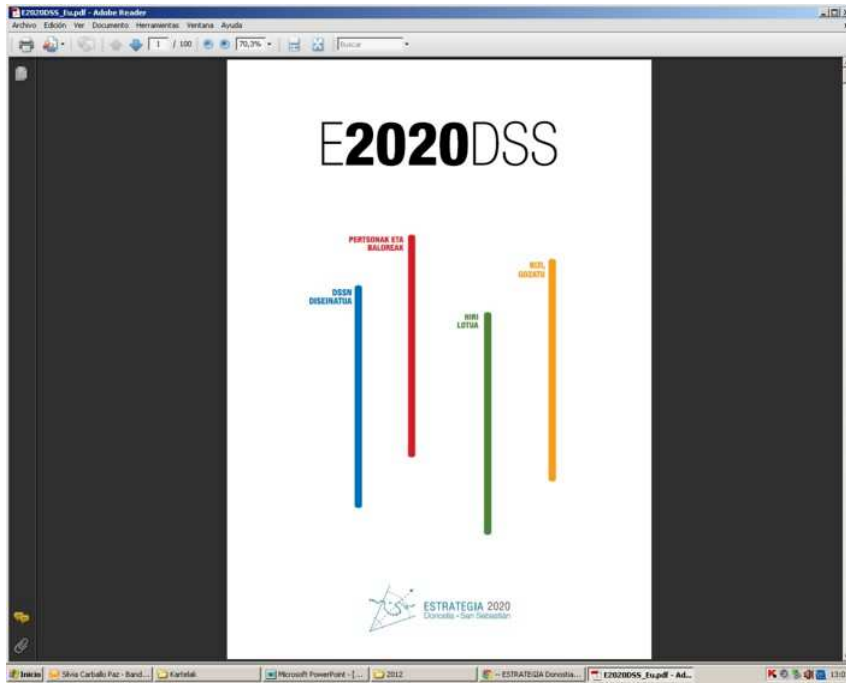 E2020DSS_Eu.pdf - Adobe Reader
Archivo Edición Ver Documento Herramientas Ventana Ayuda
1 / 100 70,3% Buscar
E2020DSS
PERTSONAK ETA
BALOREAK
BIZI,
GOZATU
DSSN
DISEINATUA
HIRI
LOTUA
ESTRATEGIA 2020
Donostia - San Sebastián
Inicio Silvia Carballo Paz - Band... Kartelak Microsoft PowerPoint - [... 2012 -- ESTRATEGIA Donostia... E2020DSS_Eu.pdf - Ad...